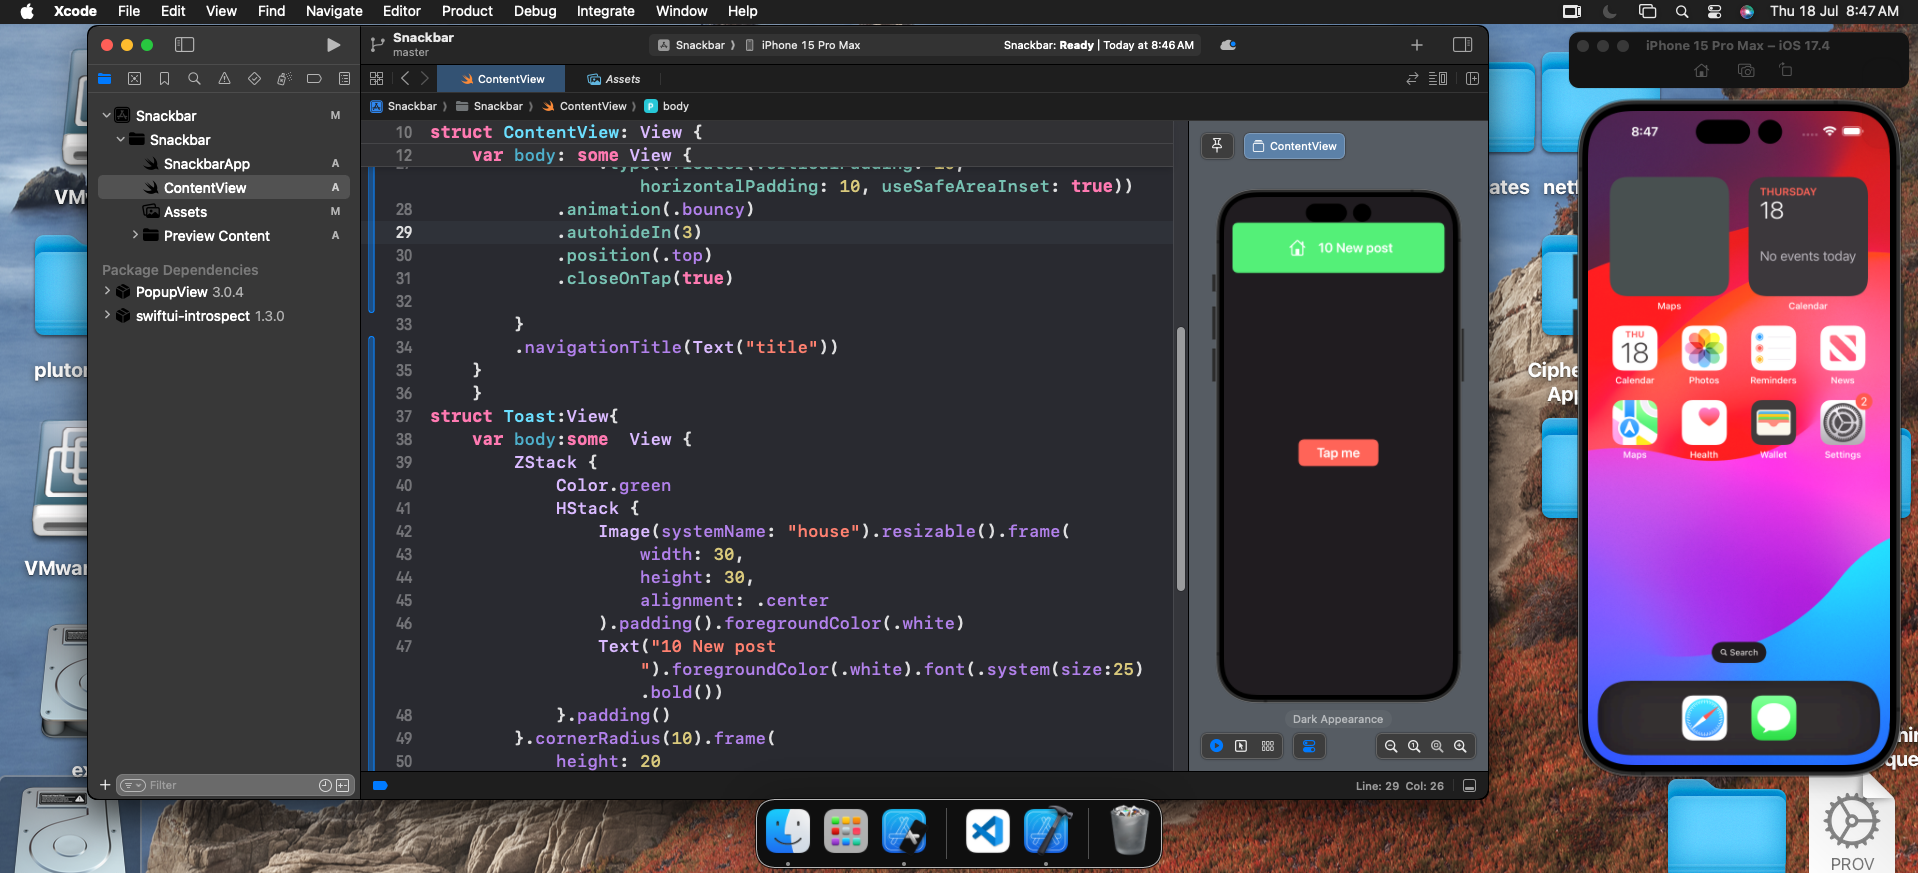 Xcode File Edit View Find Navigate Editor Product Debug Integrate Window Help
Thu 18 Jul 8:47 AM
Snackbar
master
Snackbar
iPhone 15 Pro Max
Snackbar: Ready | Today at 8:46 AM
ContentView
Assets
Snackbar
Snackbar
ContentView
P body
Snackbar M
Snackbar
SnackbarApp A
ContentView A
Assets M
Preview Content A
Package Dependencies
PopupView 3.0.4
swiftui-introspect 1.3.0
Filter
10 struct ContentView: View {
12 var body: some View {
horizontalPadding: 10, useSafeAreaInset: true))
28 .animation(.bouncy)
29 .autohideIn(3)
30 .position(.top)
31 .closeOnTap(true)
32
33 }
34 .navigationTitle(Text("title"))
35 }
36 }
37 struct Toast:View{
38 var body:some  View {
39 ZStack {
40 Color.green
41 HStack {
42 Image(systemName: "house").resizable().frame(
43 width: 30,
44 height: 30,
45 alignment: .center
46 ).padding().foregroundColor(.white)
47 Text("10 New post
").foregroundColor(.white).font(.system(size:25)
.bold())
48 }.padding()
49 }.cornerRadius(10).frame(
50 height: 20
Line: 29 Col: 26
ContentView
10 New post
Tap me
Dark Appearance
iPhone 15 Pro Max – iOS 17.4
8:47
THURSDAY
18
No events today
Maps
Calendar
THU
18
Calendar
Photos
Reminders
News
2
Maps
Health
Wallet
Settings
Search
VM
plutor
VMwar
ex
ates
netf
Ciphe
App
que
PROV